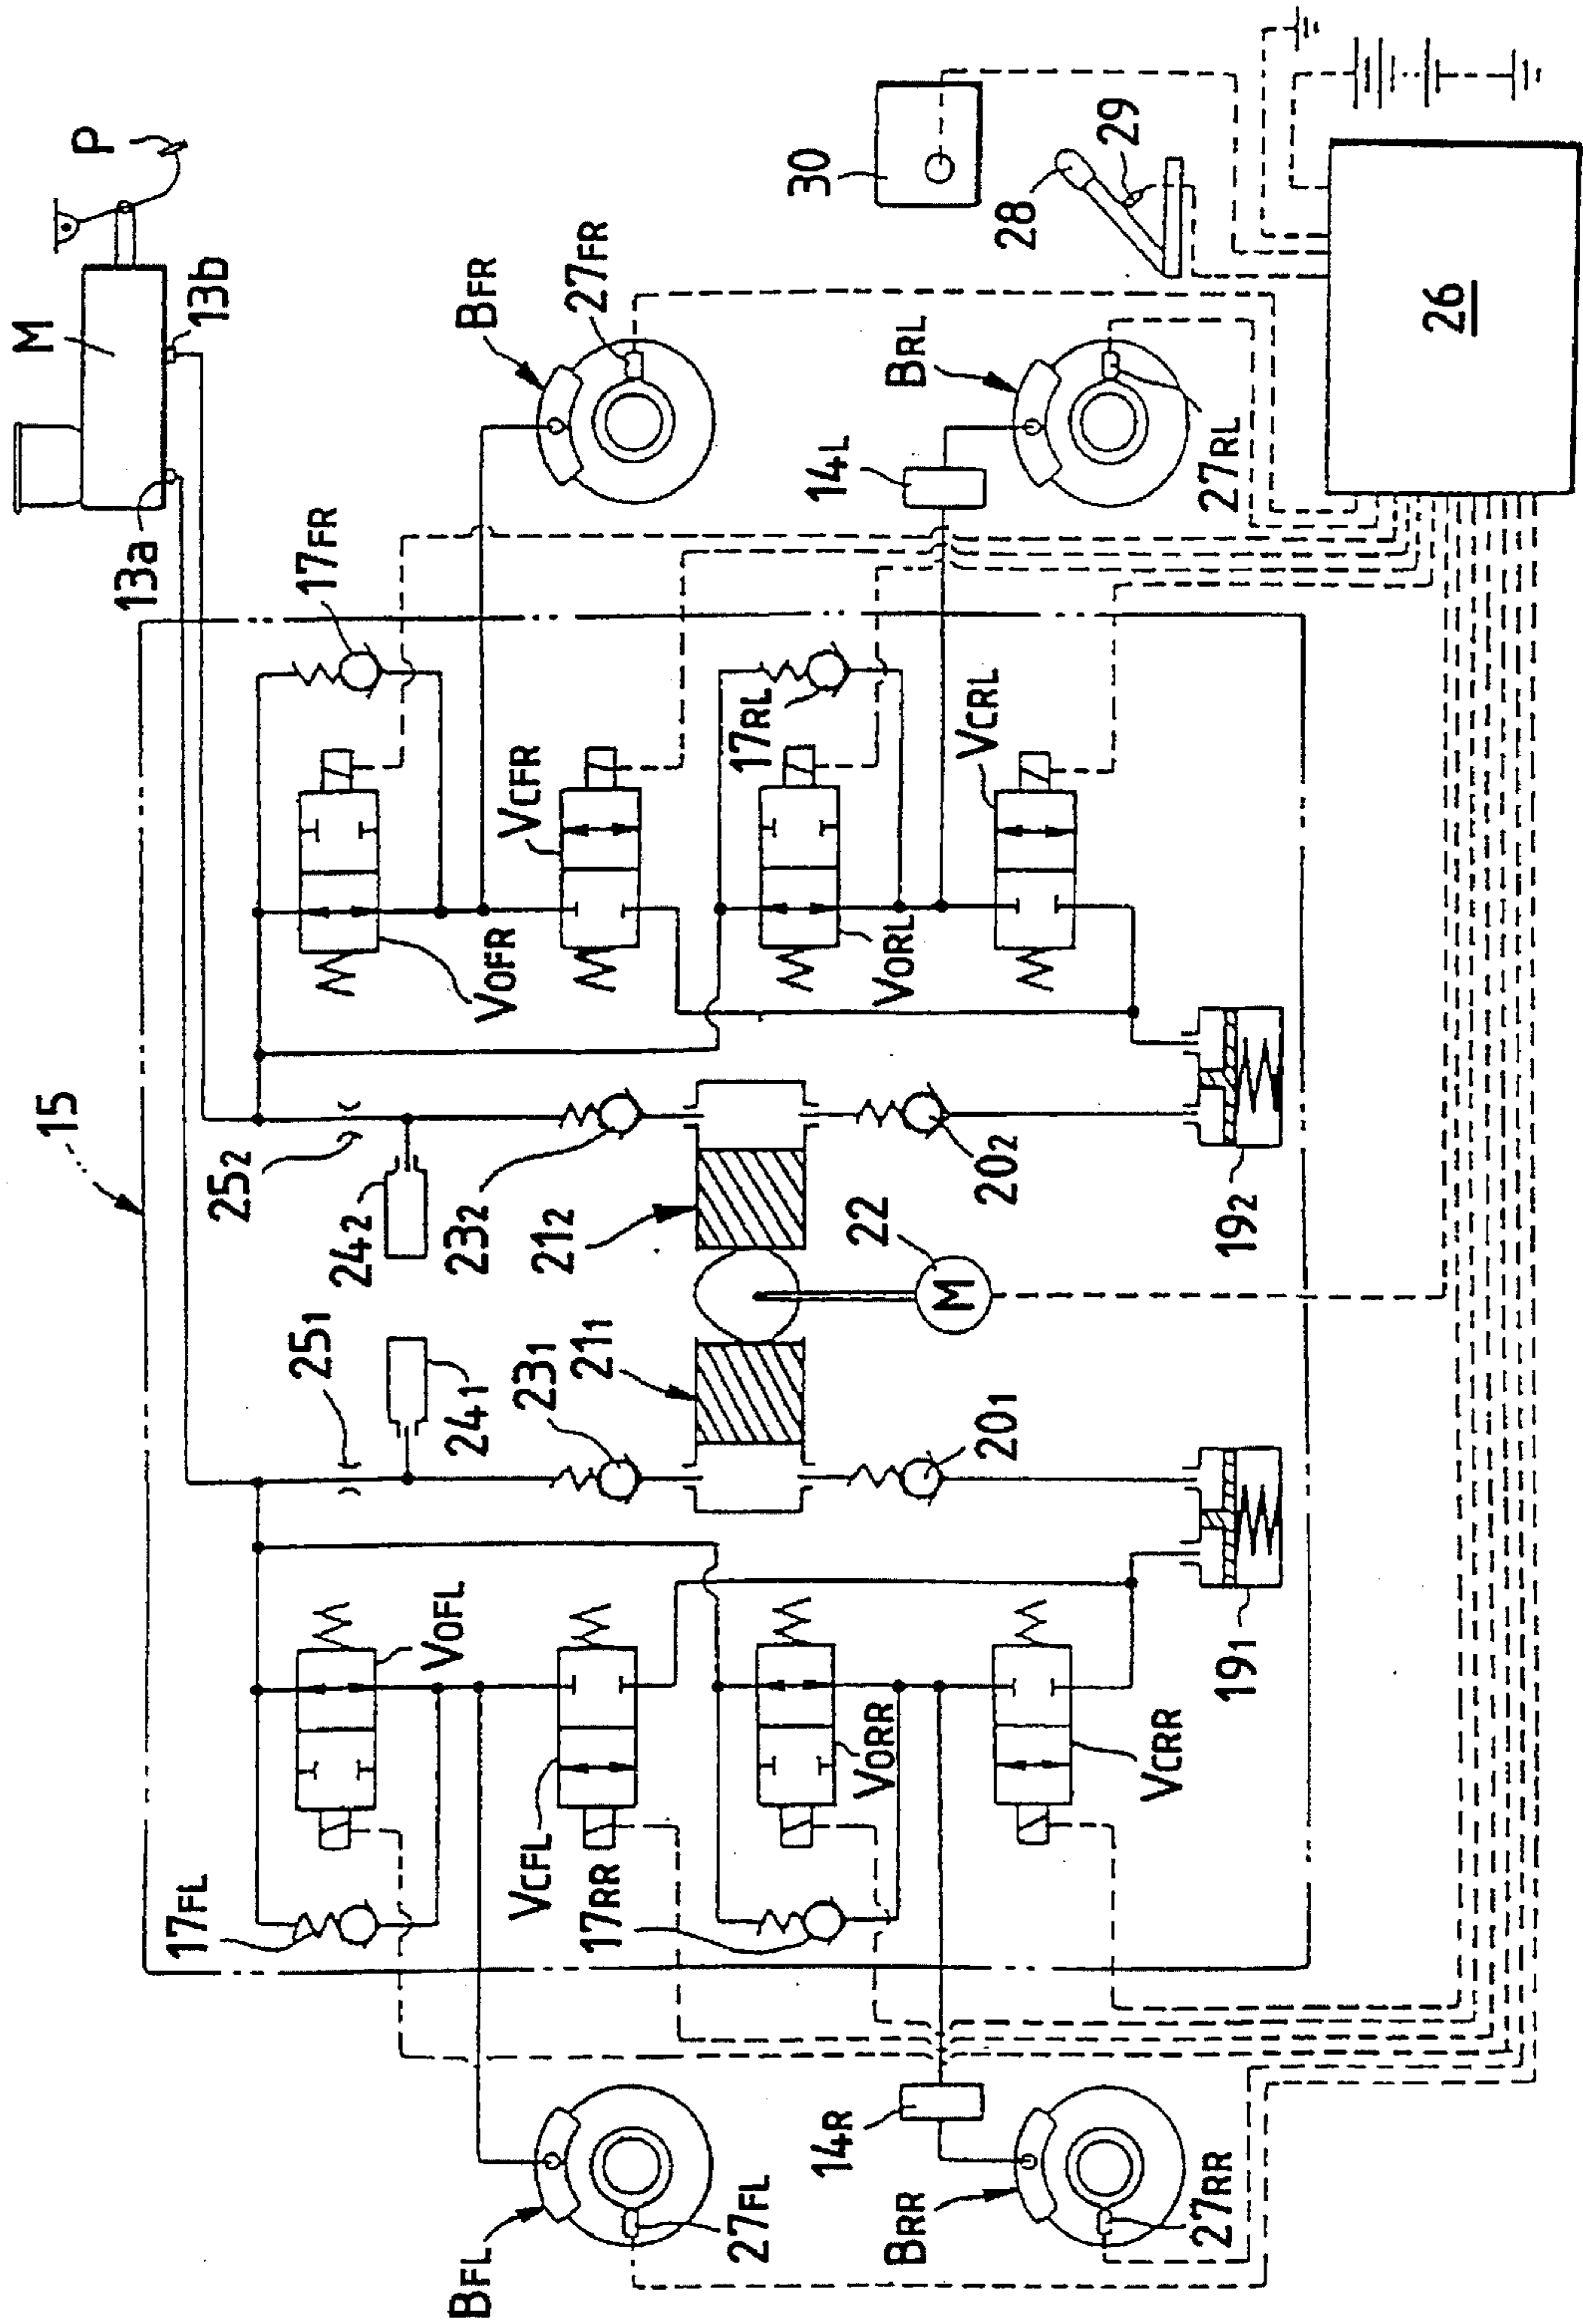 P
M
13a
13b
15
30
28
29
26
BFR
27FR
BRL
27RL
14L
17FR
VOFR
VCFR
17RL
VORL
VCRL
252
242
232
212
202
192
22
M
251
241
231
211
201
191
VOFL
17FL
VCFL
17RR
VORR
VCRR
14R
BFL
27FL
BRR
27RR